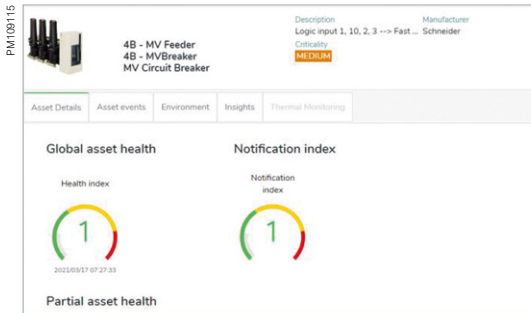 PM109115
4B - MV Feeder
4B - MVBreaker
MV Circuit Breaker
Description
Logic input 1, 10, 2, 3 --> Fast ...
Manufacturer
Schneider
Criticality
MEDIUM
Asset Details
Asset events
Environment
Insights
Thermal Monitoring
Global asset health
Notification index
Health index
Notification
index
1
1
2021/03/17 07:27:33
Partial asset health